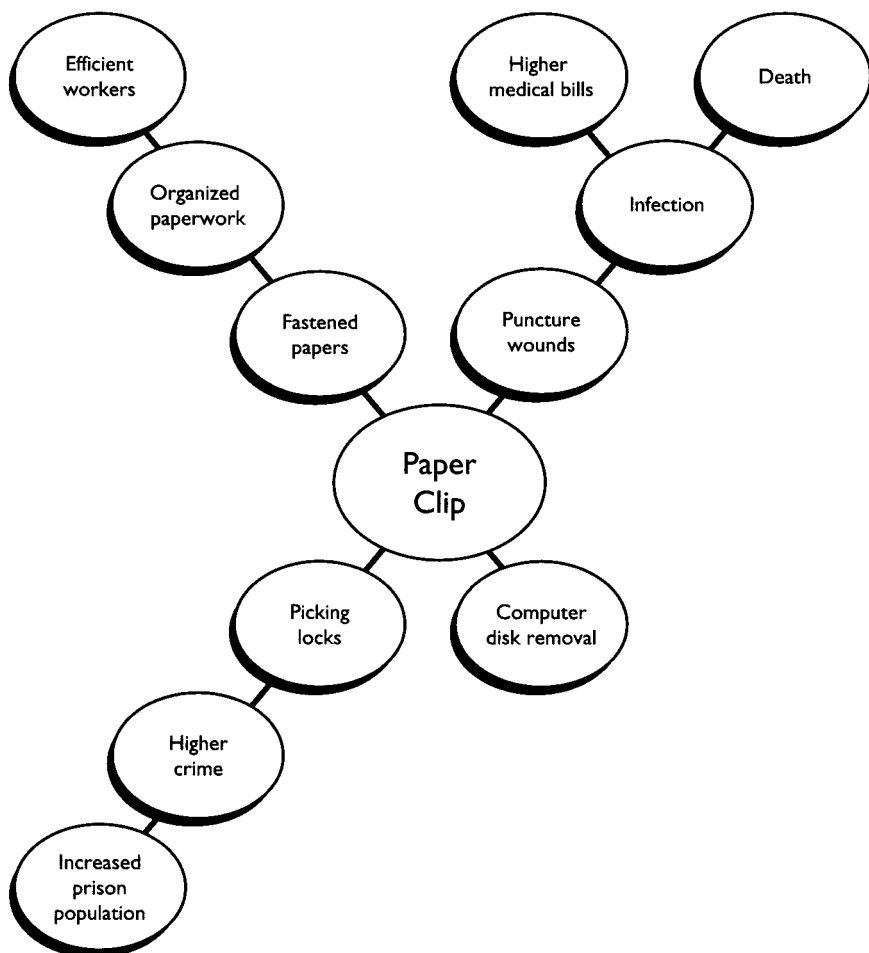 Efficient
workers
Higher
medical bills
Death
Organized
paperwork
Infection
Fastened
papers
Puncture
wounds
Paper
Clip
Picking
locks
Computer
disk removal
Higher
crime
Increased
prison
population